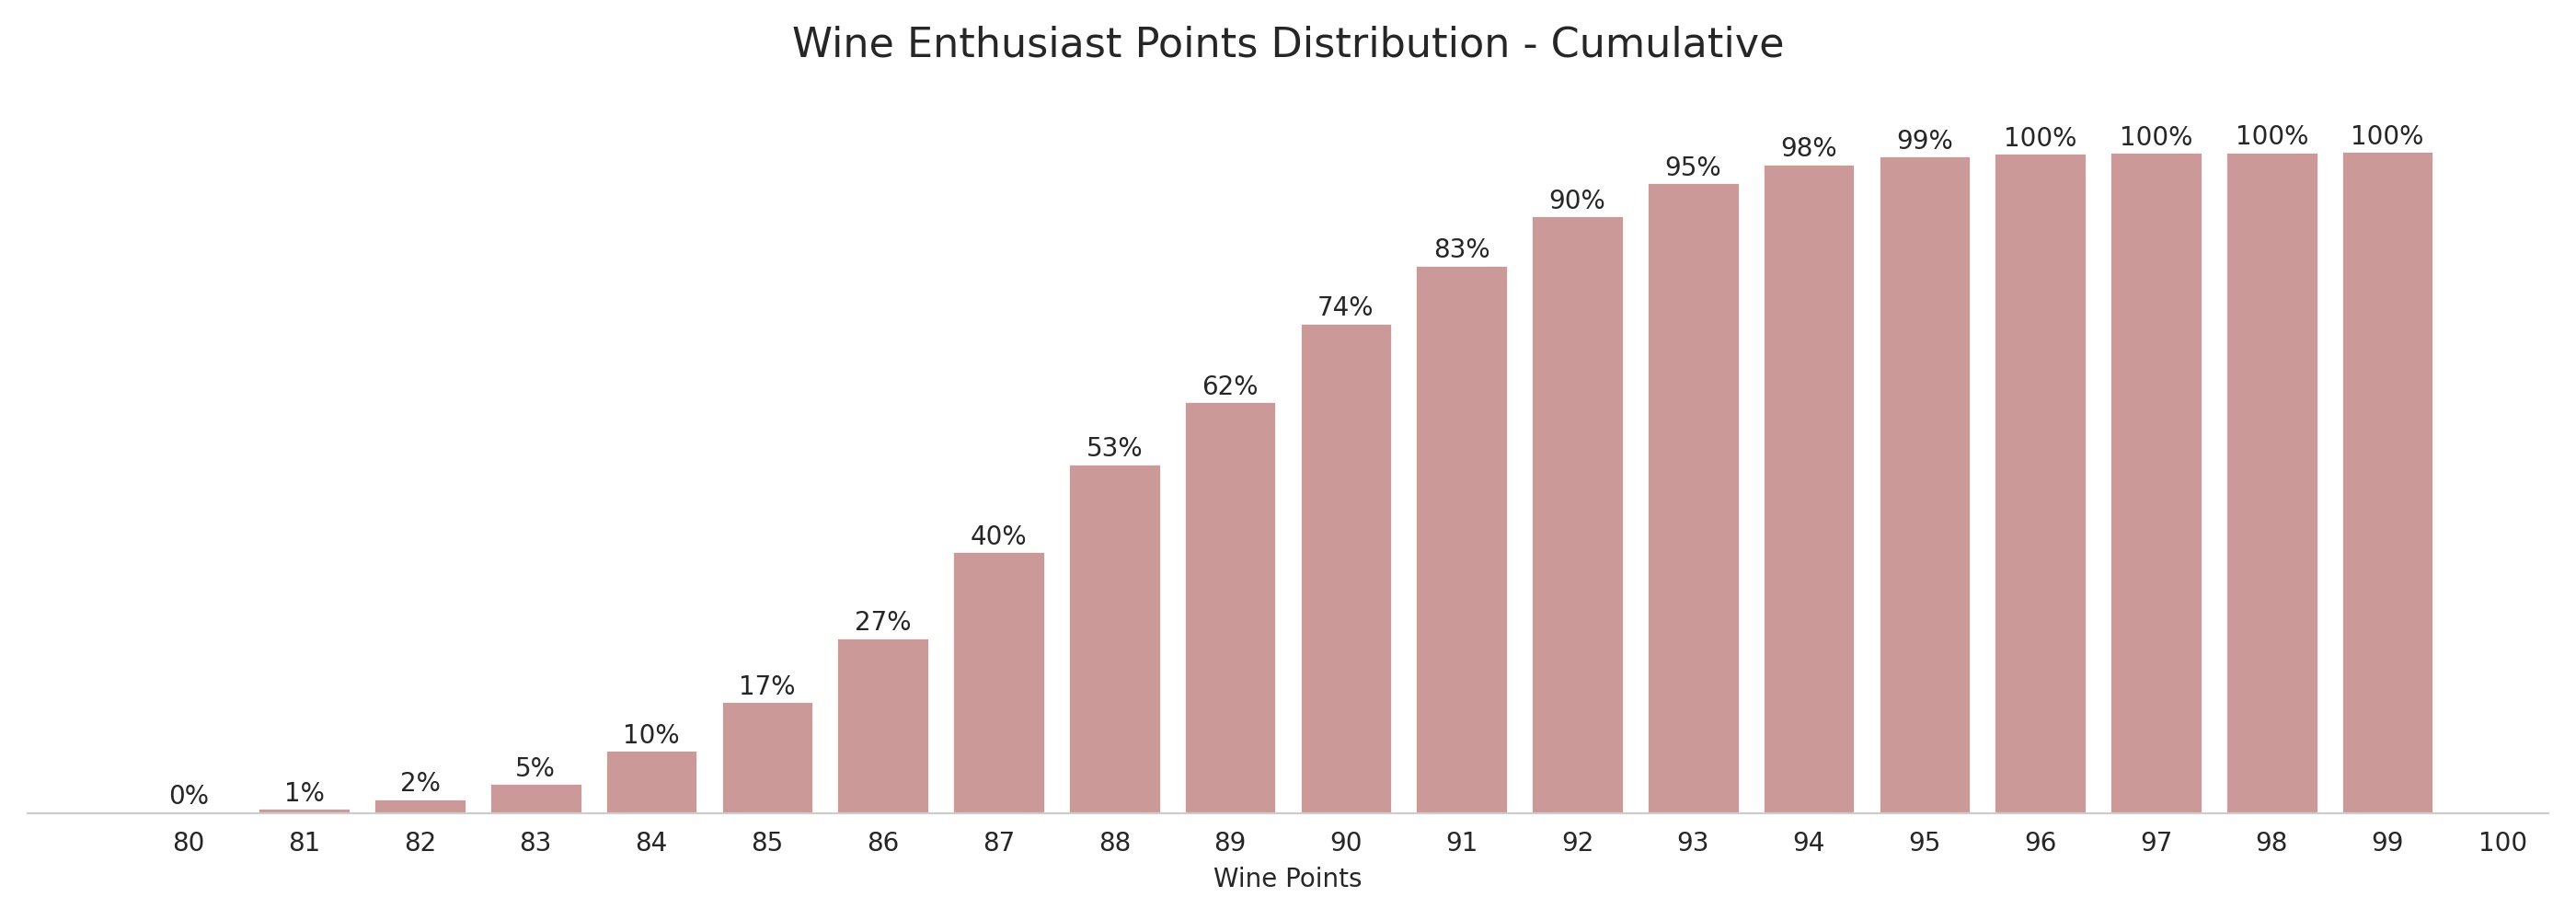 Wine Enthusiast Points Distribution - Cumulative
0% 1% 2% 5% 10% 17% 27% 40% 53% 62% 74% 83% 90% 95% 98% 99% 100% 100% 100% 100%
80 81 82 83 84 85 86 87 88 89 90 91 92 93 94 95 96 97 98 99 100
Wine Points